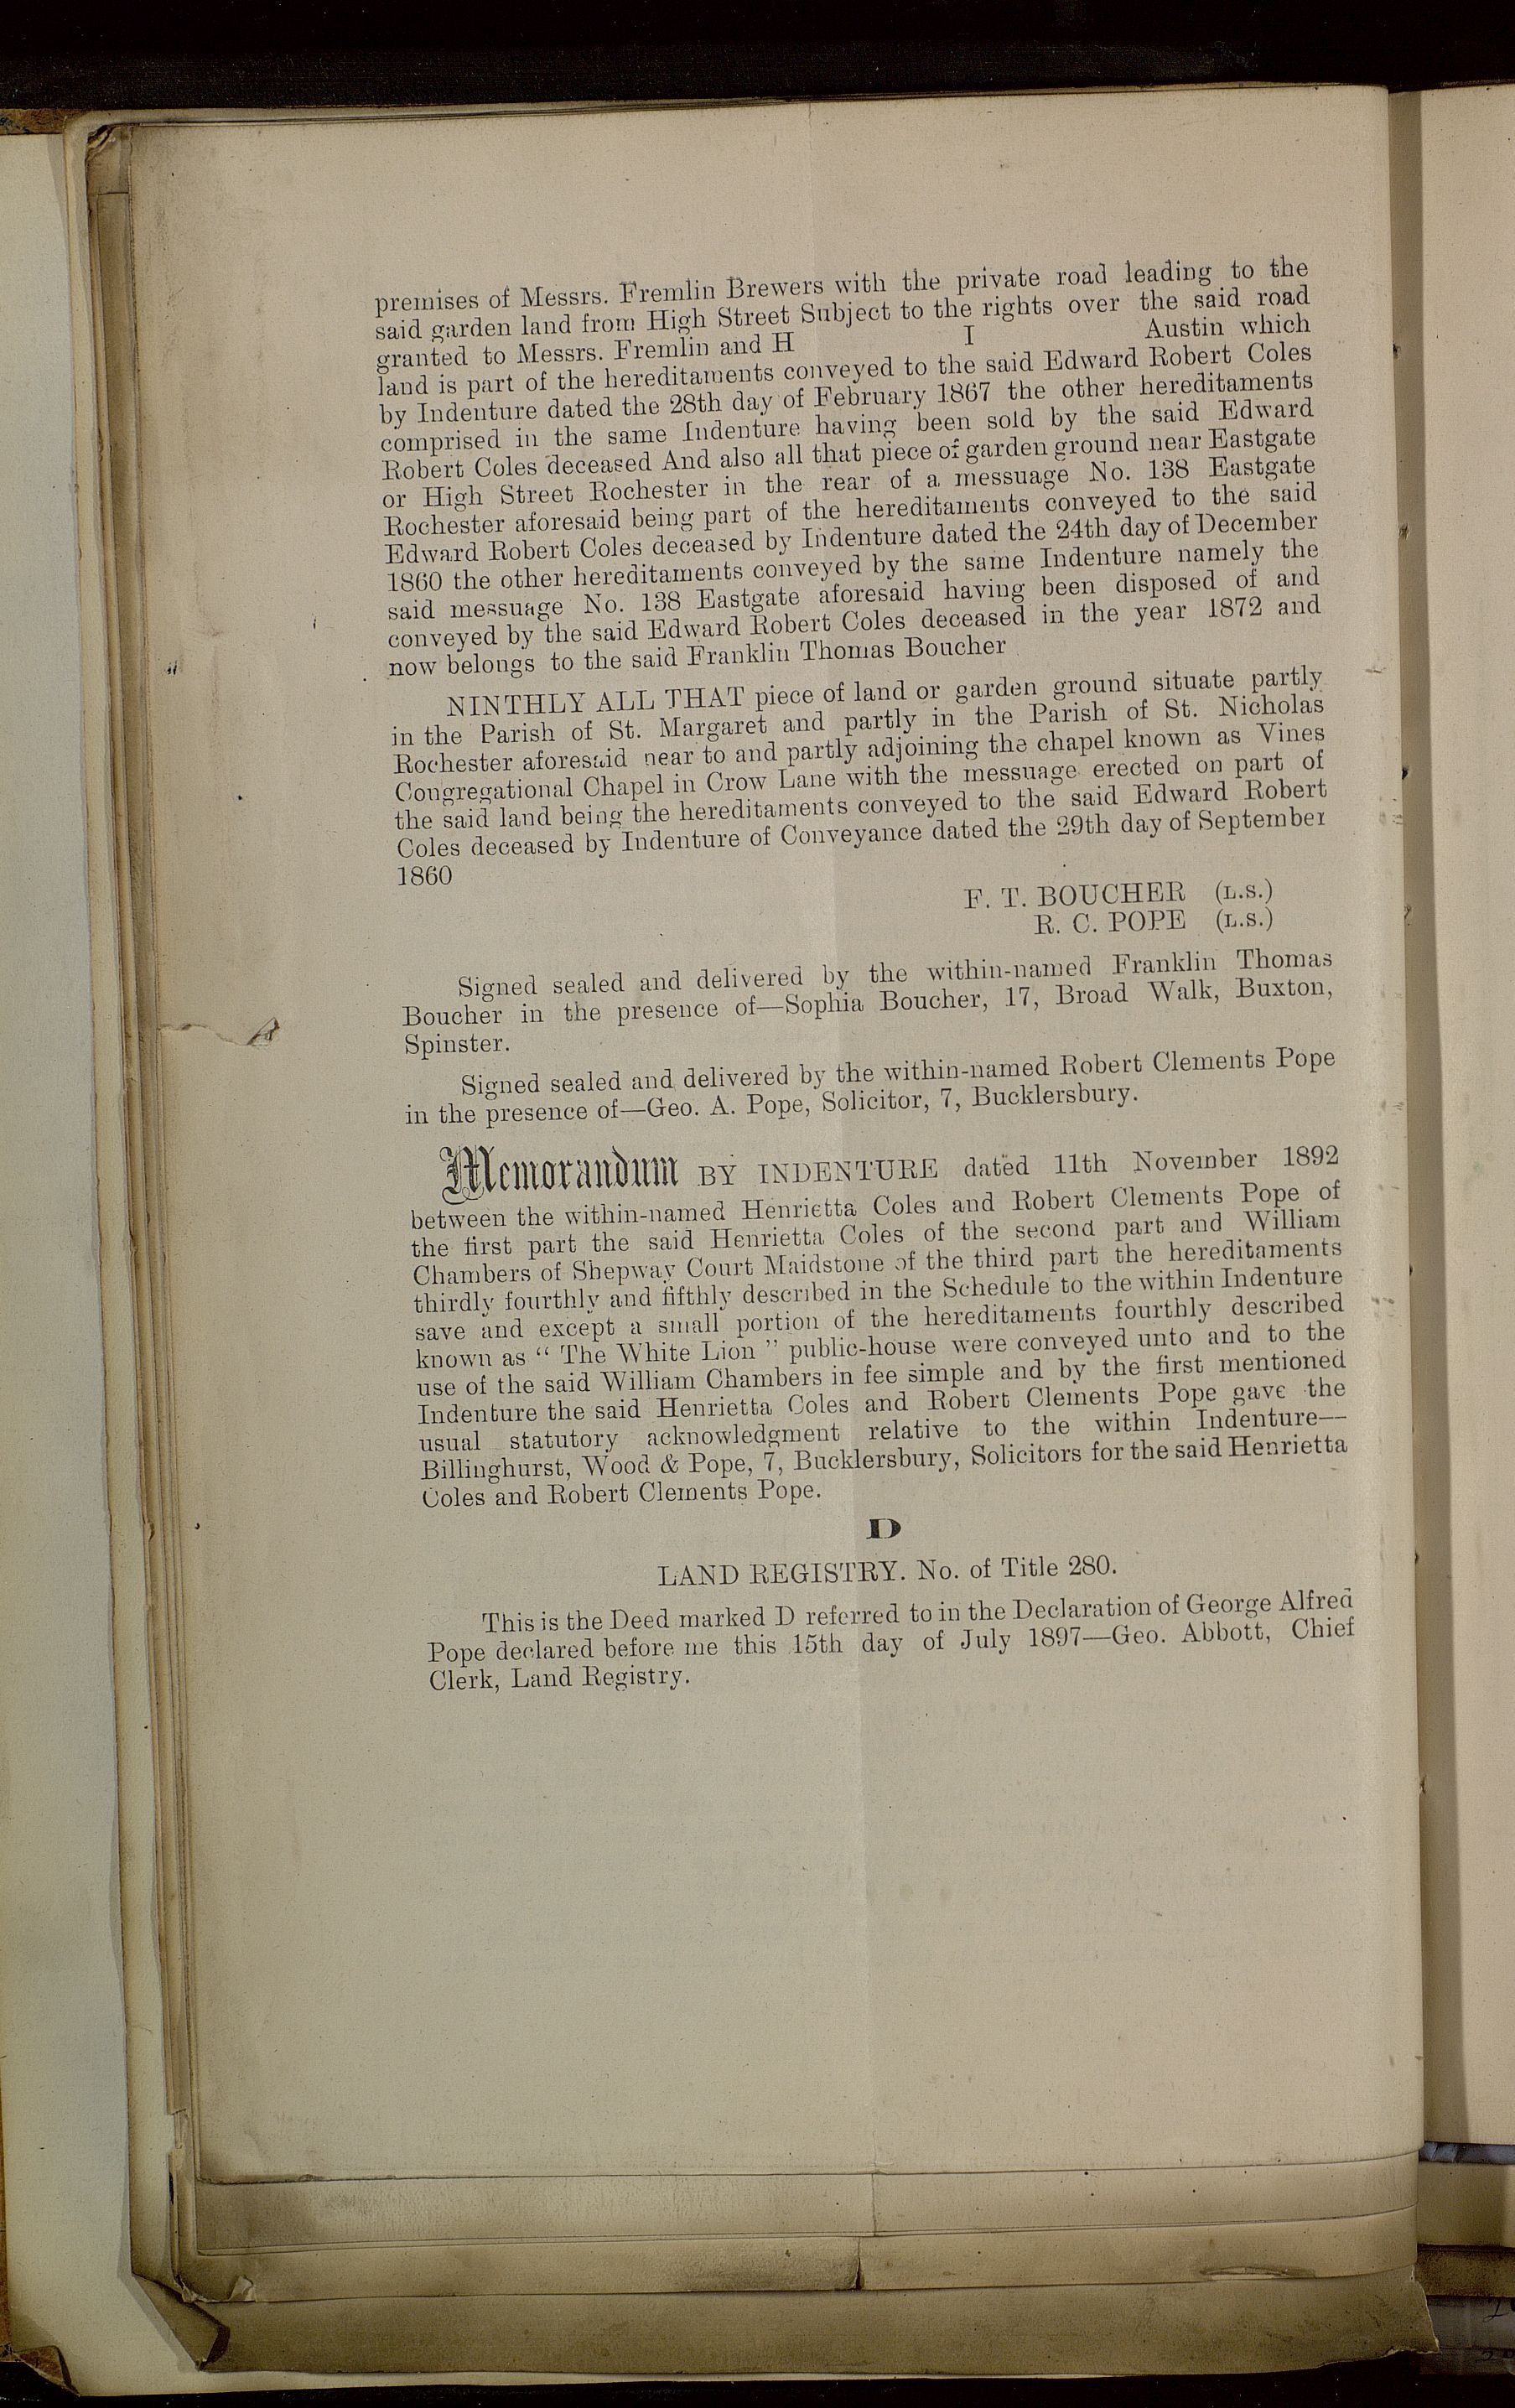 premises of Messrs. Fremlin Brewers with the private road leading to the
said garden land from High Street Subject to the rights over the said road
granted to Messrs. Fremlin and H I Austin which
land is part of the hereditaments conveyed to the said Edward Robert Coles
by Indenture dated the 28th day of February 1867 the other hereditaments
comprised in the same Indenture having been sold by the said Edward
Robert Coles deceased And also all that piece of garden ground near Eastgate
or High Street Rochester in the rear of a messuage No. 138 Eastgate
Rochester aforesaid being part of the hereditaments conveyed to the said
Edward Robert Coles deceased by Indenture dated the 24th day of December
1860 the other hereditaments conveyed by the same Indenture namely the
said messuage No. 138 Eastgate aforesaid having been disposed of and
conveyed by the said Edward Robert Coles deceased in the year 1872 and
now belongs to the said Franklin Thomas Boucher
NINTHLY ALL THAT piece of land or garden ground situate partly
in the Parish of St. Margaret and partly in the Parish of St. Nicholas
Rochester aforesaid near to and partly adjoining the chapel known as Vines
Congregational Chapel in Crow Lane with the messuage erected on part of
the said land being the hereditaments conveyed to the said Edward Robert
Coles deceased by Indenture of Conveyance dated the 29th day of September
1860
F. T. BOUCHER (L.S.)
R. C. POPE (L.S.)
Signed sealed and delivered by the within-named Franklin Thomas
Boucher in the presence of—Sophia Boucher, 17, Broad Walk, Buxton,
Spinster.
Signed sealed and delivered by the within-named Robert Clements Pope
in the presence of—Geo. A. Pope, Solicitor, 7, Bucklersbury.
Memorandum BY INDENTURE dated 11th November 1892
between the within-named Henrietta Coles and Robert Clements Pope of
the first part the said Henrietta Coles of the second part and William
Chambers of Shepway Court Maidstone of the third part the hereditaments
thirdly fourthly and fifthly described in the Schedule to the within Indenture
save and except a small portion of the hereditaments fourthly described
known as “ The White Lion ” public-house were conveyed unto and to the
use of the said William Chambers in fee simple and by the first mentioned
Indenture the said Henrietta Coles and Robert Clements Pope gave the
usual statutory acknowledgment relative to the within Indenture—
Billinghurst, Wood & Pope, 7, Bucklersbury, Solicitors for the said Henrietta
Coles and Robert Clements Pope.
D
LAND REGISTRY. No. of Title 280.
This is the Deed marked D referred to in the Declaration of George Alfred
Pope declared before me this 15th day of July 1897—Geo. Abbott, Chief
Clerk, Land Registry.